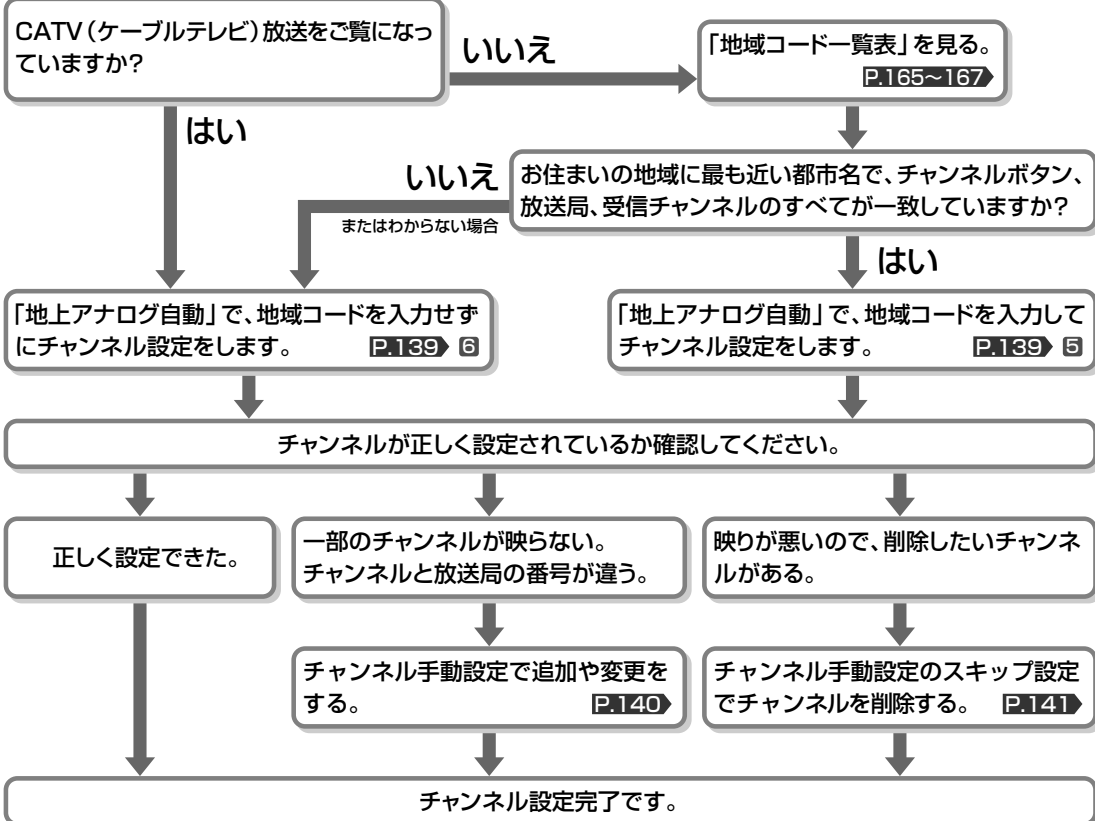 CATV（ケーブルテレビ）放送をご覧になっ
ていますか？
いいえ
「地域コード一覧表」を見る。
P.165～167
はい
いいえ
またはわからない場合
お住まいの地域に最も近い都市名で、チャンネルボタン、
放送局、受信チャンネルのすべてが一致していますか？
はい
「地上アナログ自動」で、地域コードを入力せず
にチャンネル設定をします。 P.139 6
「地上アナログ自動」で、地域コードを入力して
チャンネル設定をします。 P.139 5
チャンネルが正しく設定されているか確認してください。
正しく設定できた。
一部のチャンネルが映らない。
チャンネルと放送局の番号が違う。
映りが悪いので、削除したいチャンネ
ルがある。
チャンネル手動設定で追加や変更を
する。 P.140
チャンネル手動設定のスキップ設定
でチャンネルを削除する。 P.141
チャンネル設定完了です。